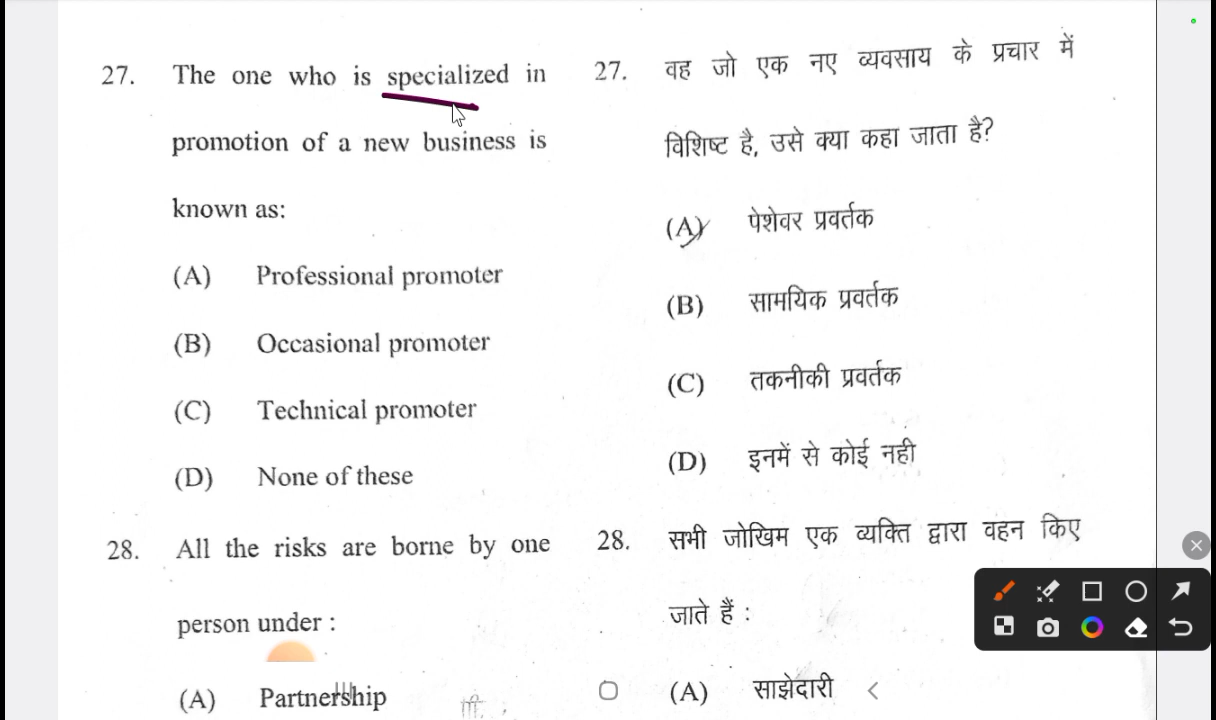 27. The one who is specialized in
promotion of a new business is
known as:
(A) Professional promoter
(B) Occasional promoter
(C) Technical promoter
(D) None of these
28. All the risks are borne by one
person under :
(A) Partnership
27. वह जो एक नए व्यवसाय के प्रचार में
विशिष्ट है, उसे क्या कहा जाता है?
(A) पेशेवर प्रवर्तक
(B) सामयिक प्रवर्तक
(C) तकनीकी प्रवर्तक
(D) इनमें से कोई नही
28. सभी जोखिम एक व्यक्ति द्वारा वहन किए
जाते हैं :
(A) साझेदारी